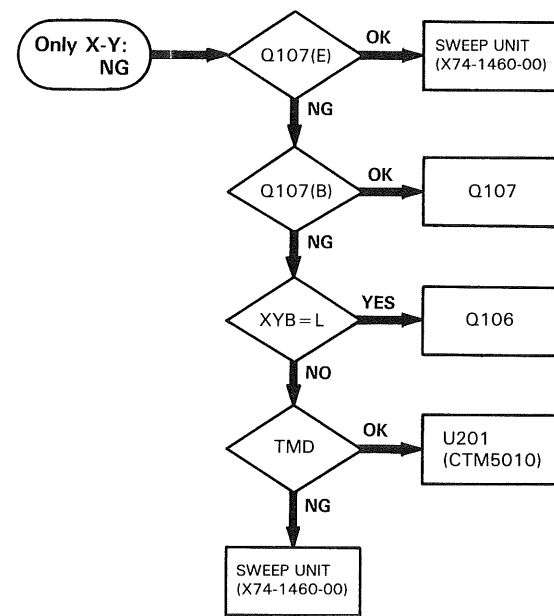 Only X-Y:
NG
Q107(E)
OK
SWEEP UNIT
(X74-1460-00)
NG
Q107(B)
OK
Q107
NG
XYB=L
YES
Q106
NO
TMD
OK
U201
(CTM5010)
NG
SWEEP UNIT
(X74-1460-00)